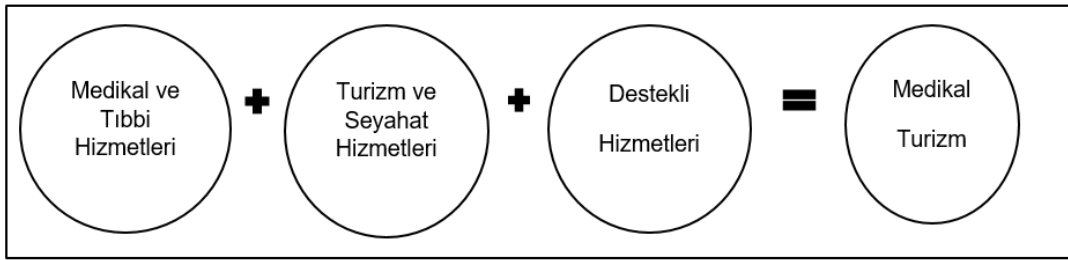 Medikal ve
Tıbbi
Hizmetleri
+
Turizm ve
Seyahat
Hizmetleri
+
Destekli
Hizmetleri
=
Medikal
Turizm